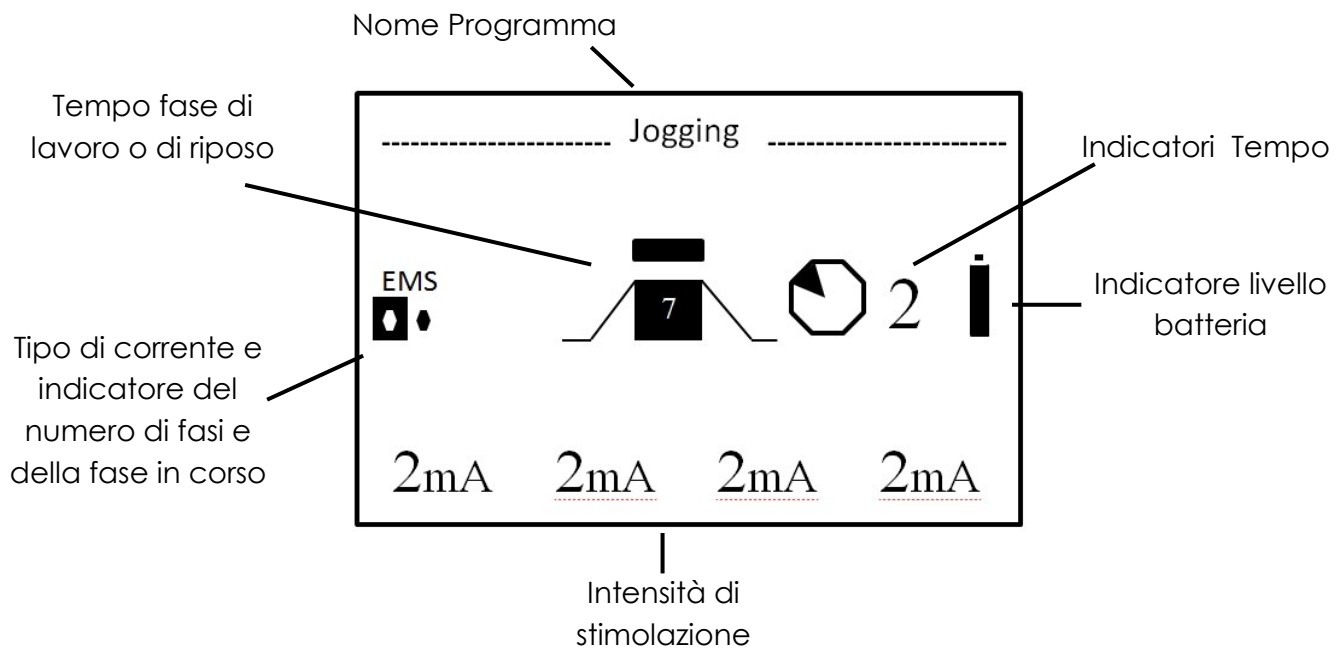 Nome Programma
Tempo fase di
lavoro o di riposo
Jogging
Indicatori Tempo
EMS
7
2
Indicatore livello
batteria
Tipo di corrente e
indicatore del
numero di fasi e
della fase in corso
2mA 2mA 2mA 2mA
Intensità di
stimolazione